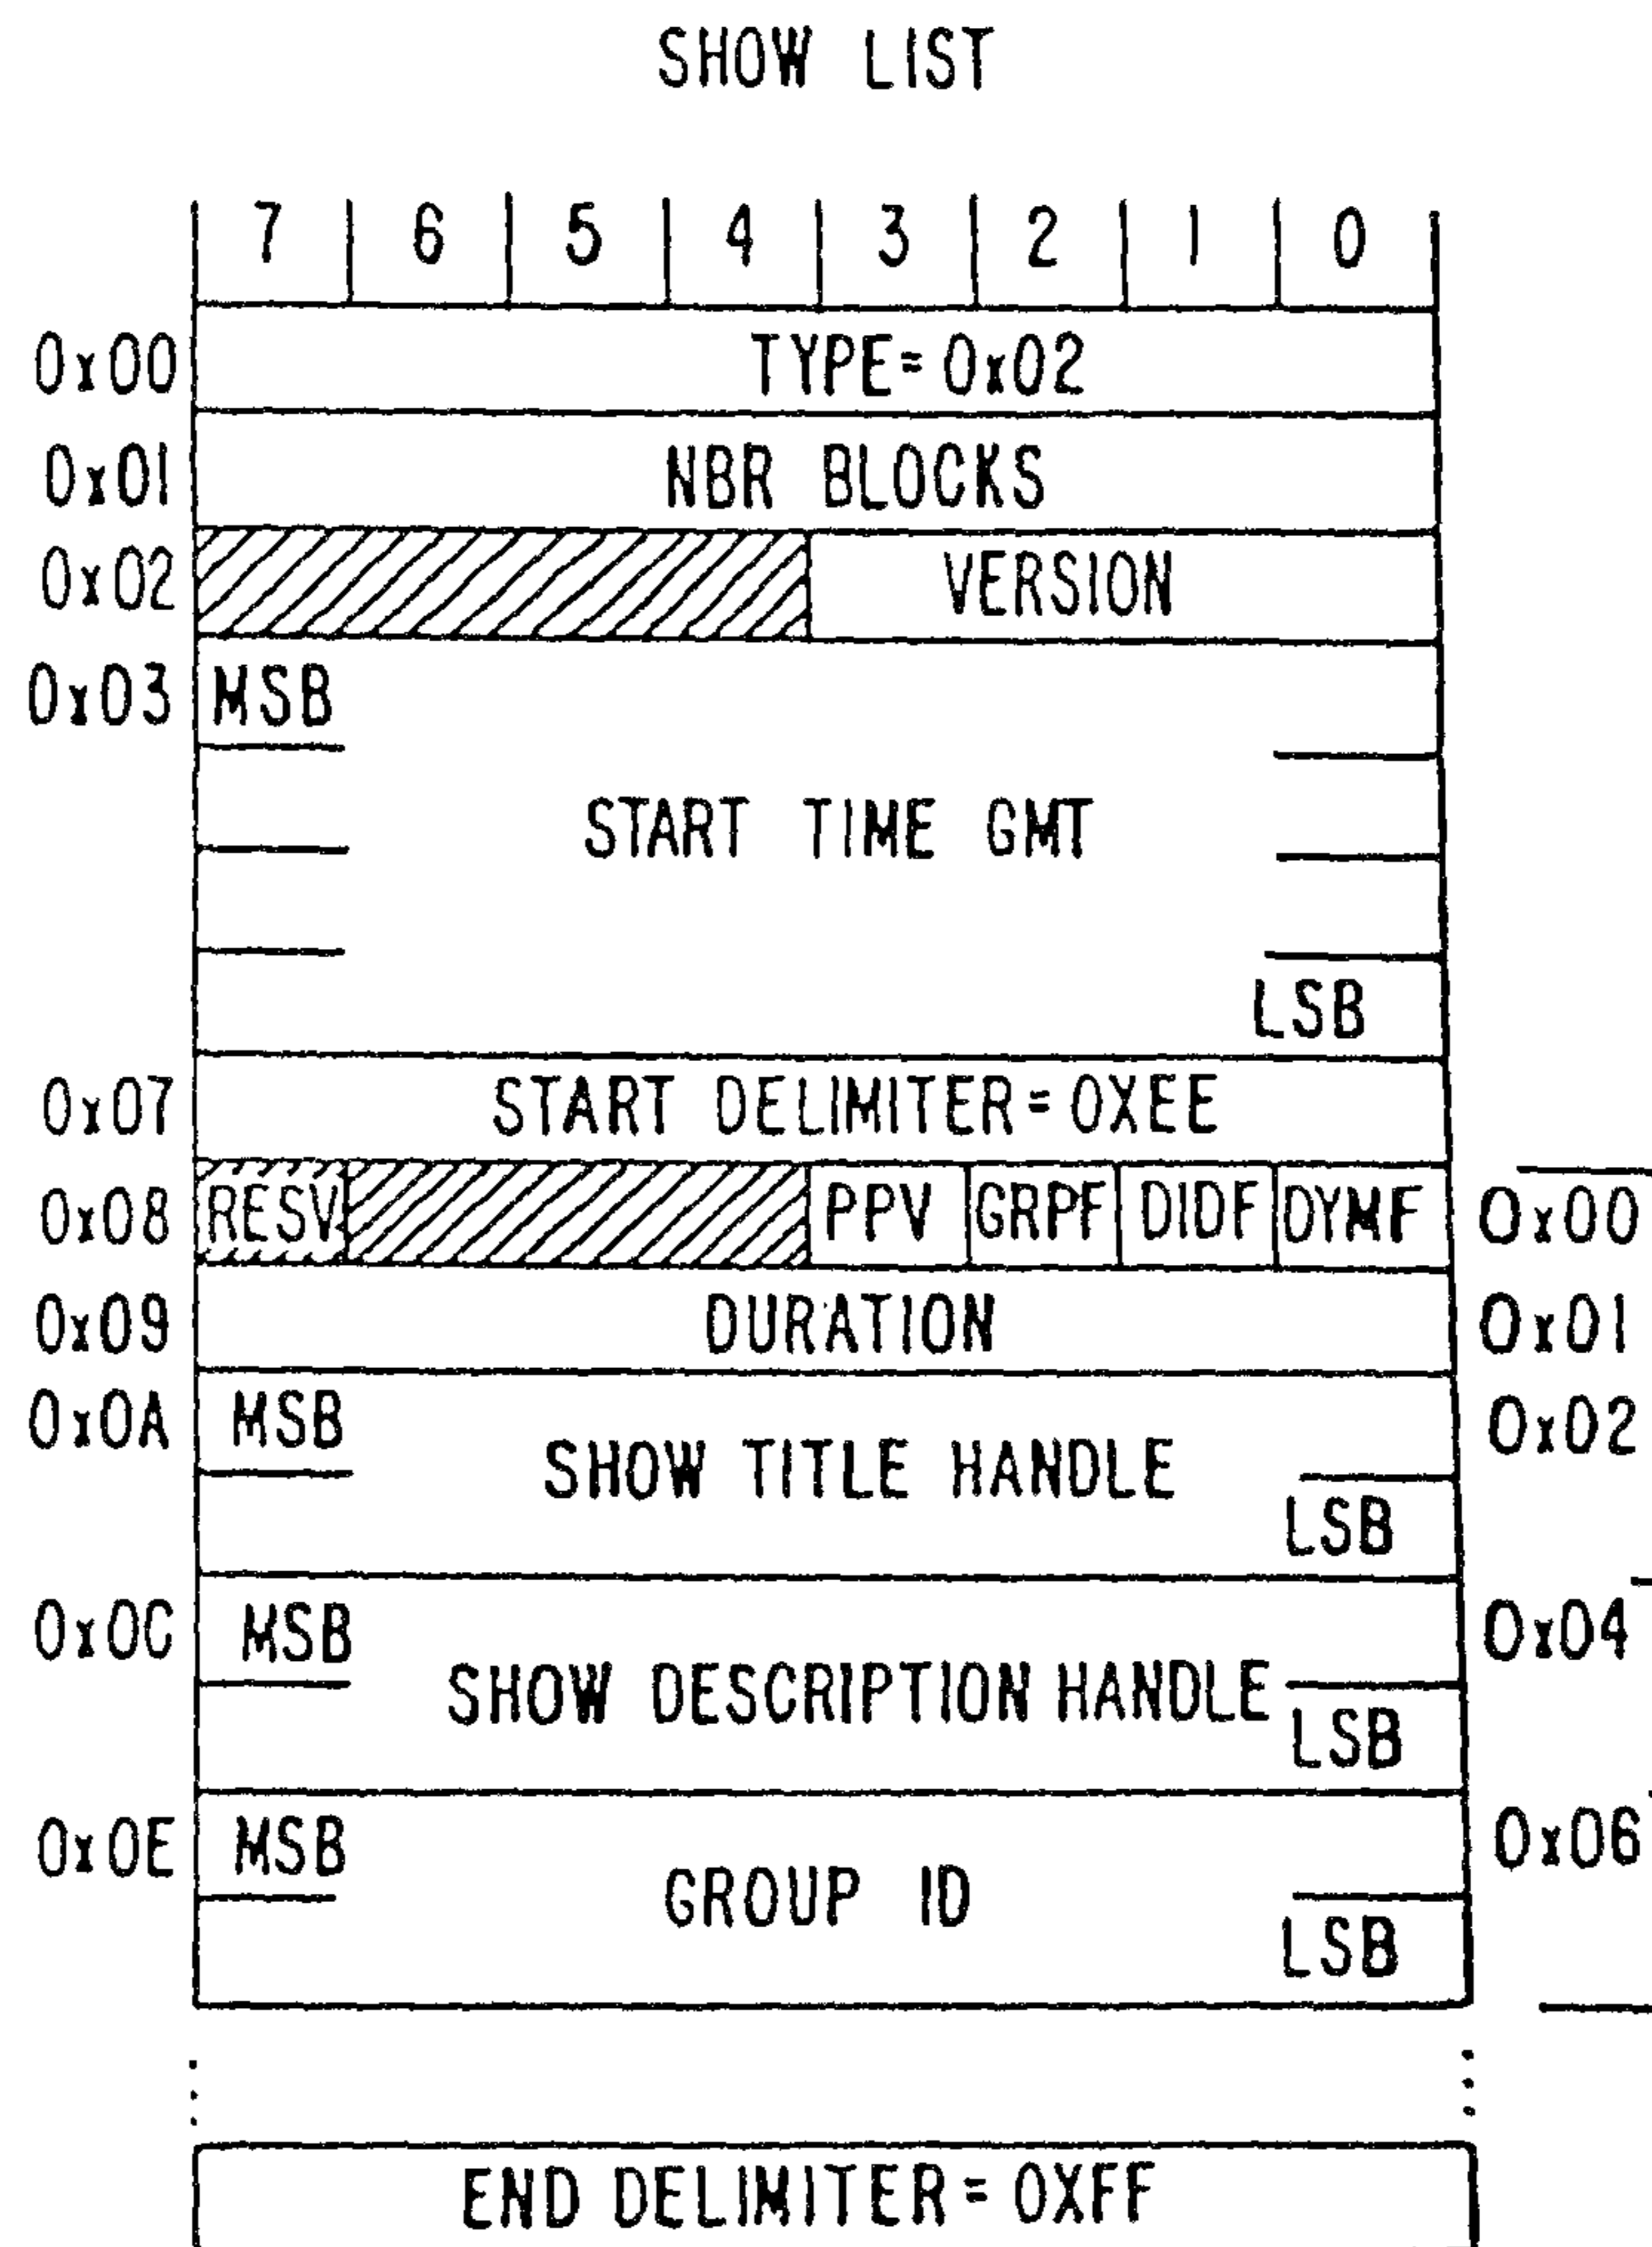 SHOW LIST
7 6 5 4 3 2 1 0
0x00 TYPE= 0x02
0x01 NBR BLOCKS
0x02 VERSION
0x03 MSB
START TIME GMT
LSB
0x07 START DELIMITER= 0XEE
0x08 RESV PPV GRPF DIDF DYMF 0x00
0x09 DURATION 0x01
0x0A MSB 0x02
SHOW TITLE HANDLE
LSB
0x0C MSB 0x04
SHOW DESCRIPTION HANDLE
LSB
0x0E MSB 0x06
GROUP ID
LSB
END DELIMITER= 0XFF